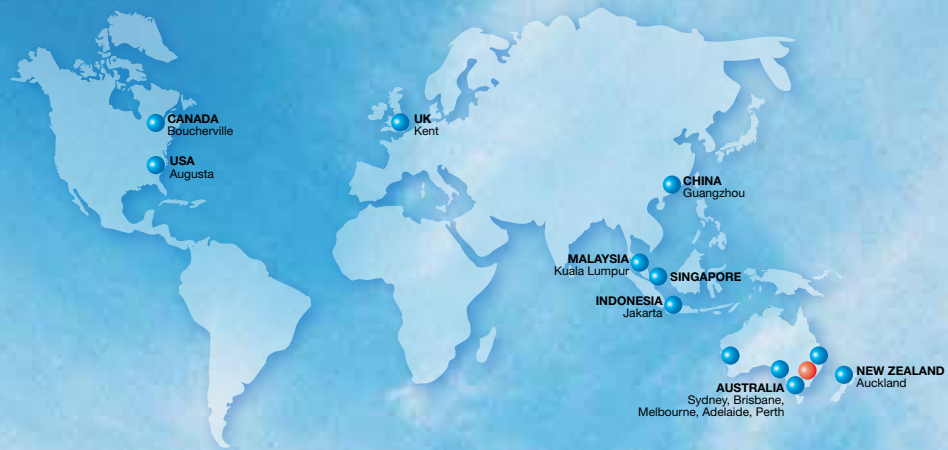 CANADA
Boucherville
USA
Augusta
UK
Kent
CHINA
Guangzhou
MALAYSIA
Kuala Lumpur
SINGAPORE
INDONESIA
Jakarta
AUSTRALIA
Sydney, Brisbane,
Melbourne, Adelaide, Perth
NEW ZEALAND
Auckland